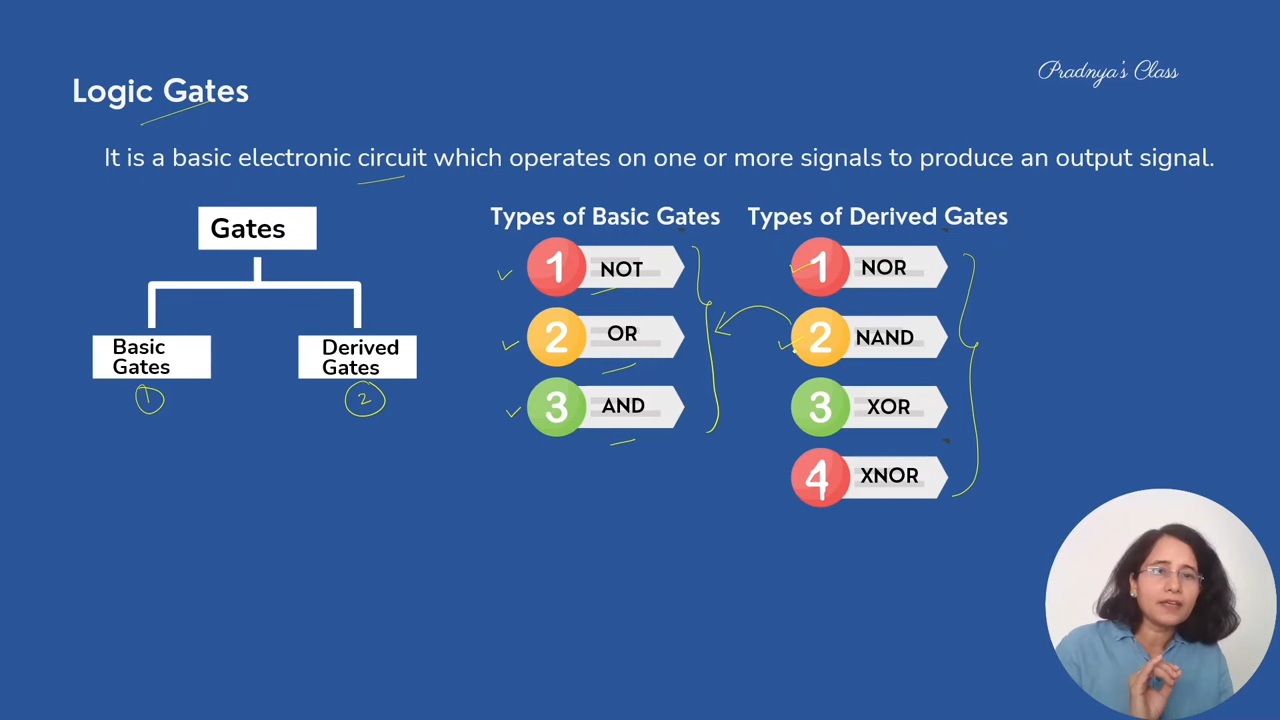 Pradnya's Class
Logic Gates
It is a basic electronic circuit which operates on one or more signals to produce an output signal.
Gates
Basic
Gates
Derived
Gates
1
2
Types of Basic Gates
1 NOT
2 OR
3 AND
Types of Derived Gates
1 NOR
2 NAND
3 XOR
4 XNOR